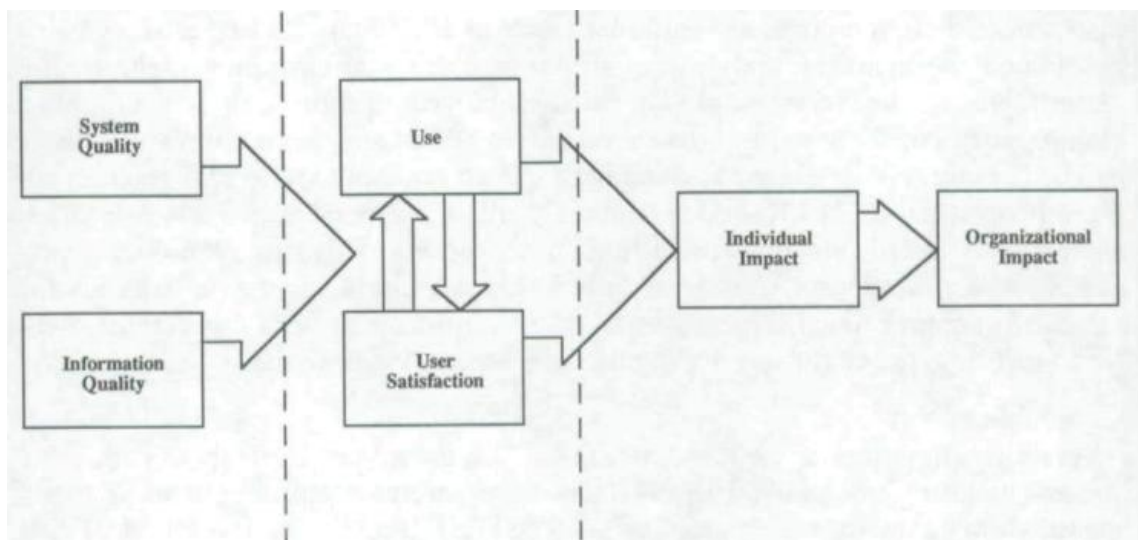 System
Quality
Use
Individual
Impact
Organizational
Impact
Information
Quality
User
Satisfaction